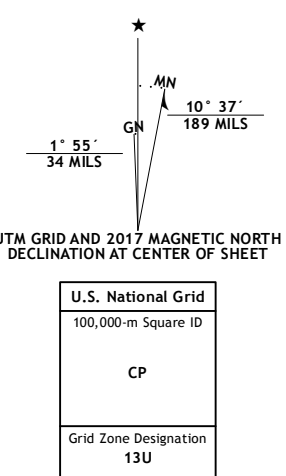 MN
10° 37´
189 MILS
GN
1° 55´
34 MILS
UTM GRID AND 2017 MAGNETIC NORTH
DECLINATION AT CENTER OF SHEET
U.S. National Grid
100,000-m Square ID
CP
Grid Zone Designation
13U